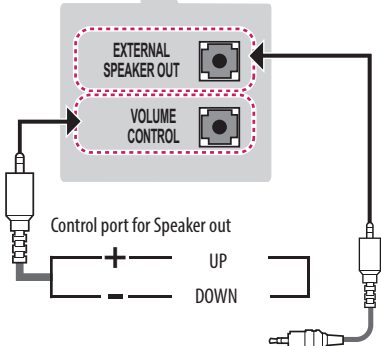 EXTERNAL
SPEAKER OUT
VOLUME
CONTROL
Control port for Speaker out
+ UP
- DOWN